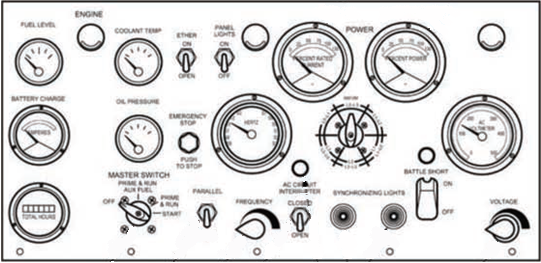 ENGINE
FUEL LEVEL
COOLANT TEMP
ETHER
ON
OPEN
PANEL
LIGHTS
ON
OFF
POWER
PERCENT RATED
CURRENT
PERCENT POWER
BATTERY CHARGE
AMPERES
OIL PRESSURE
EMERGENCY
STOP
PUSH
TO STOP
HERTZ
AC
VOLTMETER
MASTER SWITCH
PRIME & RUN
AUX FUEL
OFF
PRIME
& RUN
START
TOTAL HOURS
PARALLEL
FREQUENCY
AC CIRCUIT
INTERRUPTER
CLOSED
OPEN
SYNCHRONIZING LIGHTS
BATTLE SHORT
ON
OFF
VOLTAGE